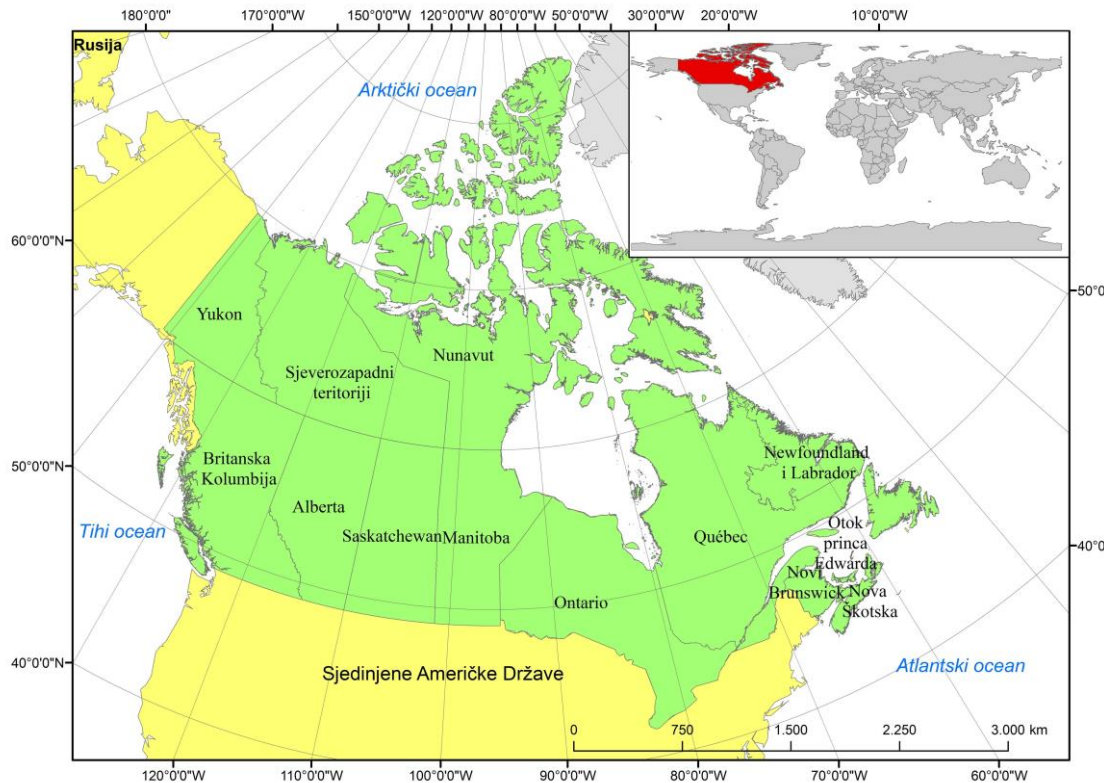 180°0'0" 170°0'0"W 150°0'0"W 120°0'0"W 80°0'0"W 50°0'0"W 30°0'0"W 20°0'0"W 10°0'0"W
Rusija
Arktički ocean
60°0'0"N
50°0'0"N
40°0'0"N
50°0
40°0
Yukon
Nunavut
Sjeverozapadni
teritoriji
Britanska
Kolumbija
Alberta
Saskatchewan
Manitoba
Ontario
Québec
Newfoundland
i Labrador
Otok
princa
Edwarda
Novi
Brunswick
Nova
Škotska
Tihi ocean
Sjedinjene Američke Države
Atlantski ocean
0 750 1.500 2.250 3.000 km
120°0'0"W 110°0'0"W 100°0'0"W 90°0'0"W 80°0'0"W 70°0'0"W 60°0'0"W